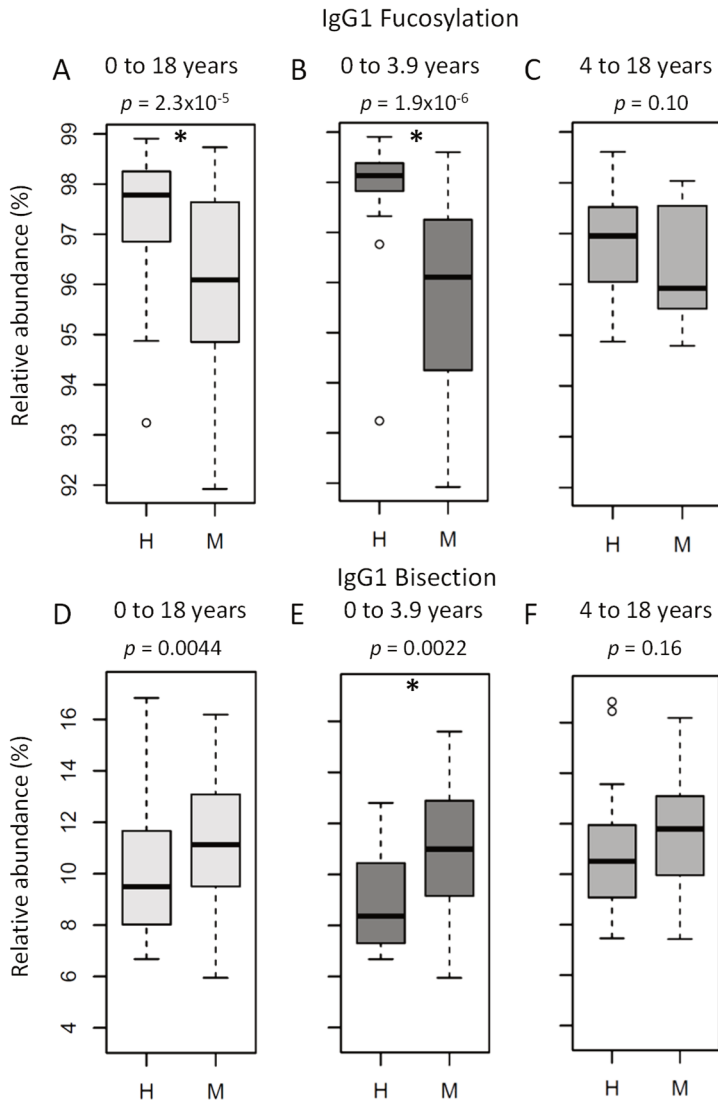 IgG1 Fucosylation
A 0 to 18 years B 0 to 3.9 years C 4 to 18 years
p = 2.3x10-5 p = 1.9x10-6 p = 0.10
* *
Relative abundance (%)
99
98
97
96
95
94
93
92
H M H M H M
IgG1 Bisection
D 0 to 18 years E 0 to 3.9 years F 4 to 18 years
p = 0.0044 p = 0.0022 p = 0.16
*
Relative abundance (%)
16
14
12
10
8
6
4
H M H M H M